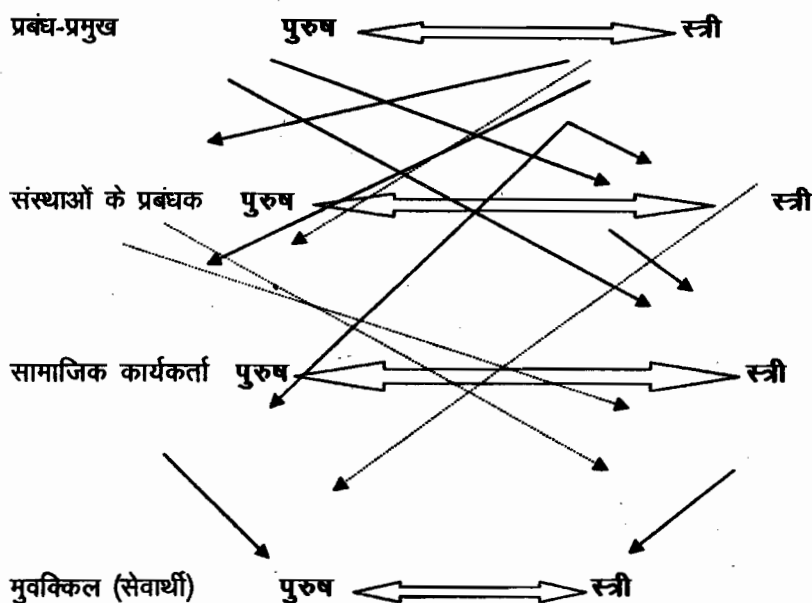 प्रबंध-प्रमुख पुरुष स्त्री
संस्थाओं के प्रबंधक पुरुष स्त्री
सामाजिक कार्यकर्ता पुरुष स्त्री
मुवक्किल (सेवार्थी) पुरुष स्त्री